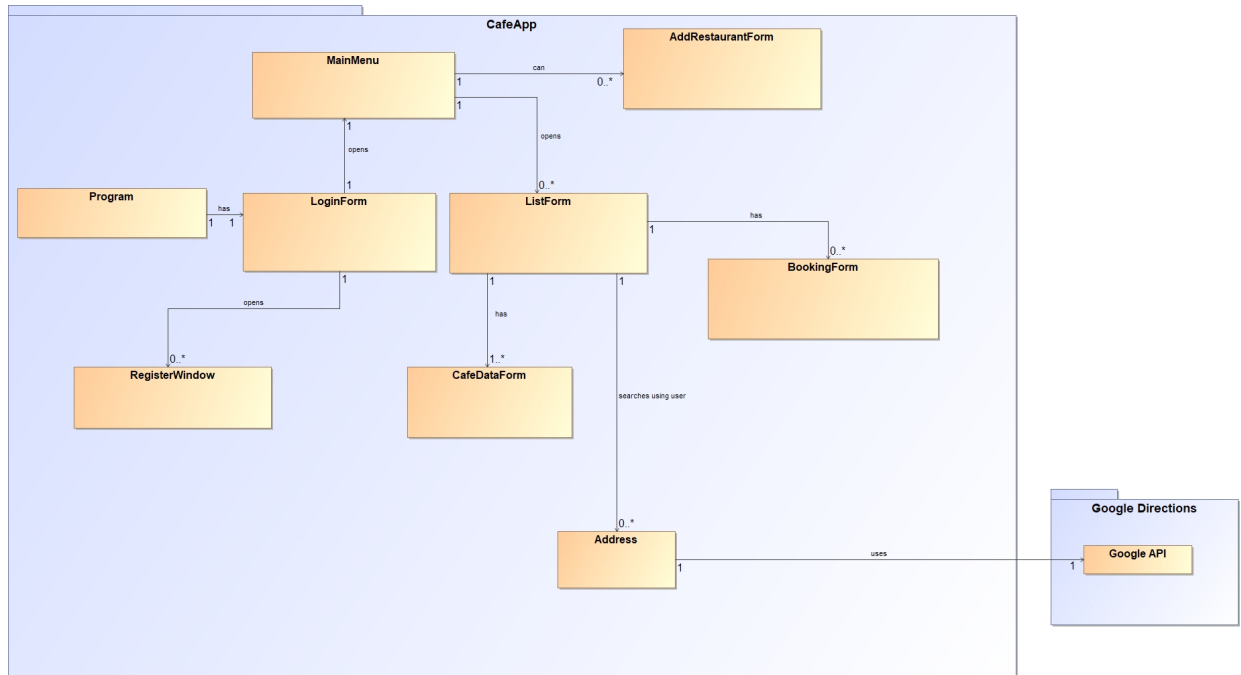 CafeApp
AddRestaurantForm
MainMenu
can
1
0..*
1
opens
1
opens
1
0..*
Program
has
1
1
LoginForm
ListForm
has
1
0..*
BookingForm
1
opens
0..*
RegisterWindow
1
has
1..*
CafeDataForm
1
searches using user
0..*
Address
uses
1
1
Google Directions
Google API